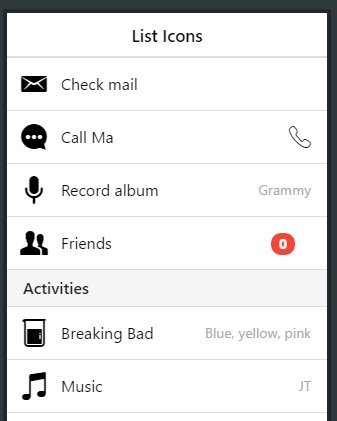 List Icons
Check mail
Call Ma
Record album Grammy
Friends 0
Activities
Breaking Bad Blue, yellow, pink
Music JT